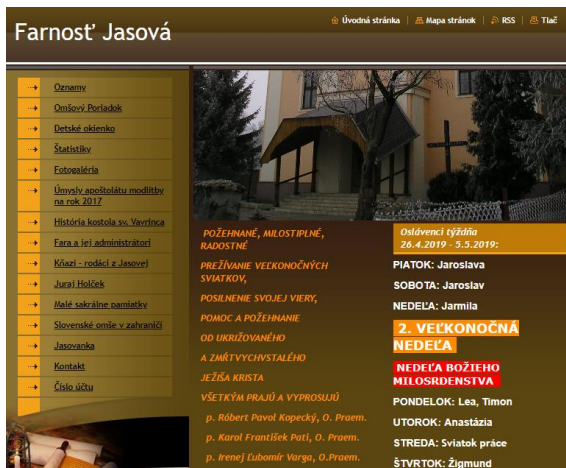 Farnosť Jasová
Úvodná stránka | Mapa stránok | RSS | Tlač
Oznamy
Omšový Poriadok
Detské okienko
Štatistiky
Fotogaléria
Úmysly apoštolátu modlitby
na rok 2017
História kostola sv. Vavrinca
Fara a jej administrátori
Kňazi - rodáci z Jasovej
Juraj Holček
Malé sakrálne pamiatky
Slovenské omše v zahraničí
Jasovanka
Kontakt
Číslo účtu
POŽEHNANÉ, MILOSTIPLNÉ,
RADOSTNÉ
PREŽÍVANIE VEĽKONOČNÝCH
SVIATKOV,
POSILNENIE SVOJEJ VIERY,
POMOC A POŽEHNANIE
OD UKRIŽOVANÉHO
A ZMŔTVYCHVSTALÉHO
JEŽIŠA KRISTA
VŠETKÝM PRAJÚ A VYPROSUJÚ
p. Róbert Pavol Kopecký, O. Praem.
p. Karol František Pati, O. Praem.
p. Irenej Ľubomír Varga, O.Praem.
Oslávenci týždňa
26.4.2019 - 5.5.2019:
PIATOK: Jaroslava
SOBOTA: Jaroslav
NEDEĽA: Jarmila
2. VEĽKONOČNÁ
NEDEĽA
NEDEĽA BOŽIEHO
MILOSRDENSTVA
PONDELOK: Lea, Timon
UTOROK: Anastázia
STREDA: Sviatok práce
ŠTVRTOK: Žigmund